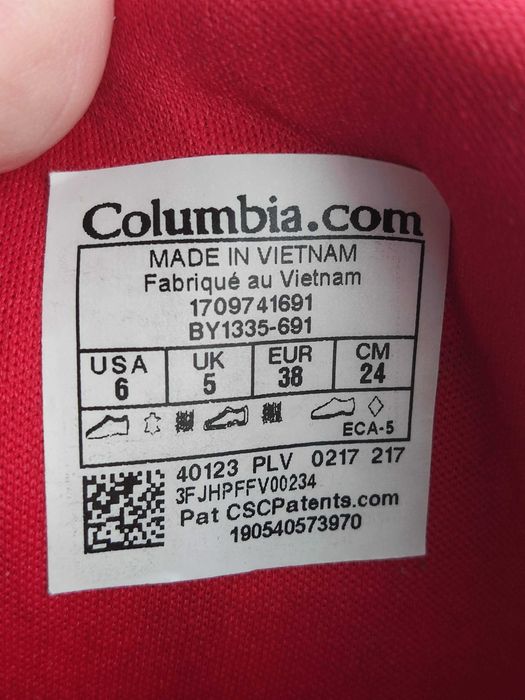 Columbia.com
MADE IN VIETNAM
Fabriqué au Vietnam
1709741691
BY1335-691
USA UK EUR CM
6 5 38 24
ECA-5
40123 PLV 0217 217
3FJHPFFV00234
Pat CSCPatents.com
190540573970